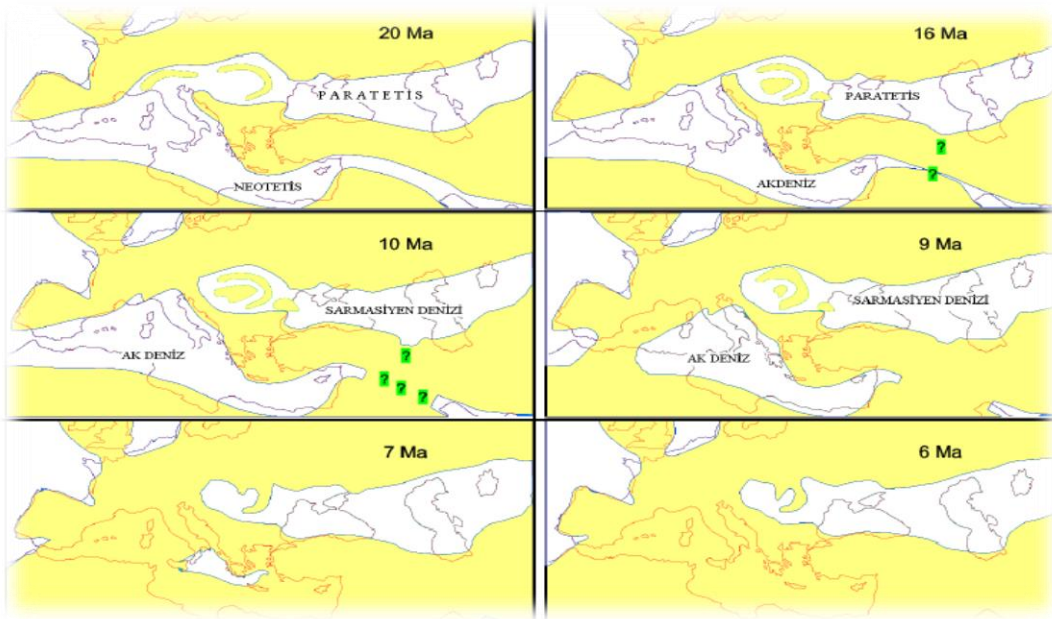 20 Ma
PARATETİS
NEOTETİS
16 Ma
PARATETİS
?
?
AKDENİZ
10 Ma
SARMASİYEN DENİZİ
AK DENİZ
?
?
?
?
9 Ma
SARMASİYEN DENİZİ
AK DENİZ
7 Ma
6 Ma